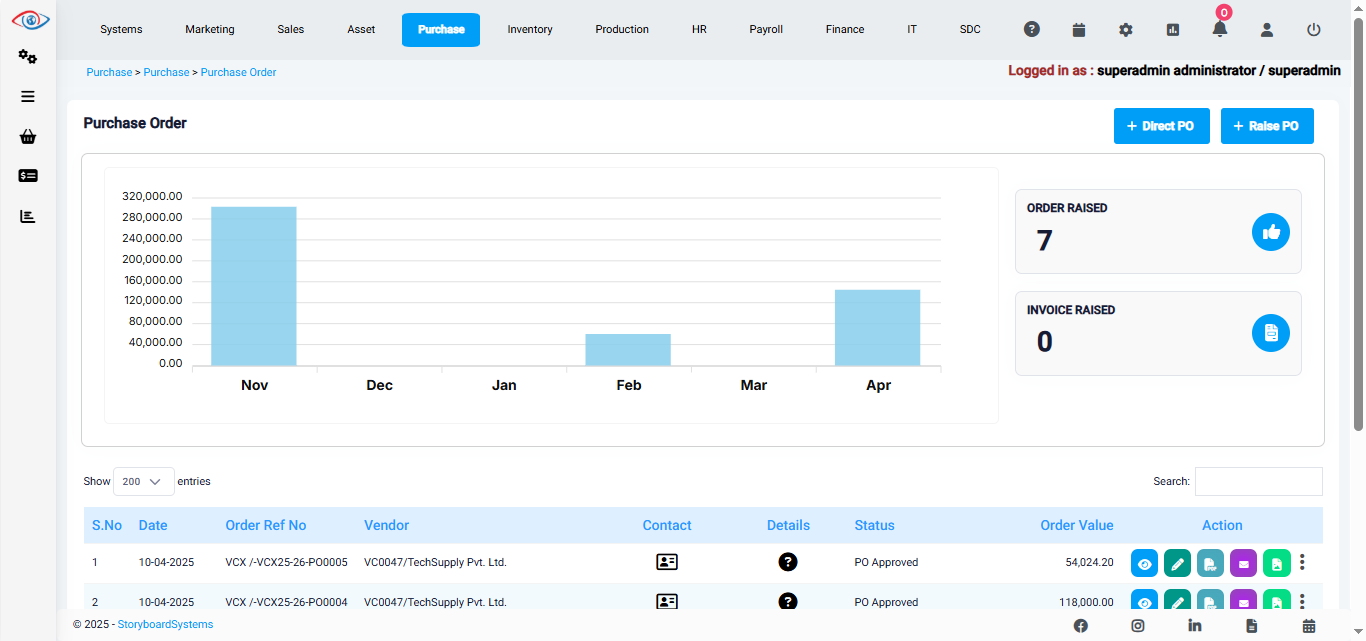 Systems Marketing Sales Asset Purchase Inventory Production HR Payroll Finance IT SDC 0
Purchase > Purchase > Purchase Order
Logged in as : superadmin administrator / superadmin
Purchase Order
+ Direct PO
+ Raise PO
320,000.00
280,000.00
240,000.00
200,000.00
160,000.00
120,000.00
80,000.00
40,000.00
0.00
Nov Dec Jan Feb Mar Apr
ORDER RAISED
7
INVOICE RAISED
0
Show 200 entries
Search:
S.No Date Order Ref No Vendor Contact Details Status Order Value Action
1 10-04-2025 VCX /-VCX25-26-PO0005 VC0047/TechSupply Pvt. Ltd. PO Approved 54,024.20
2 10-04-2025 VCX /-VCX25-26-PO0004 VC0047/TechSupply Pvt. Ltd. PO Approved 118,000.00
© 2025 - StoryboardSystems